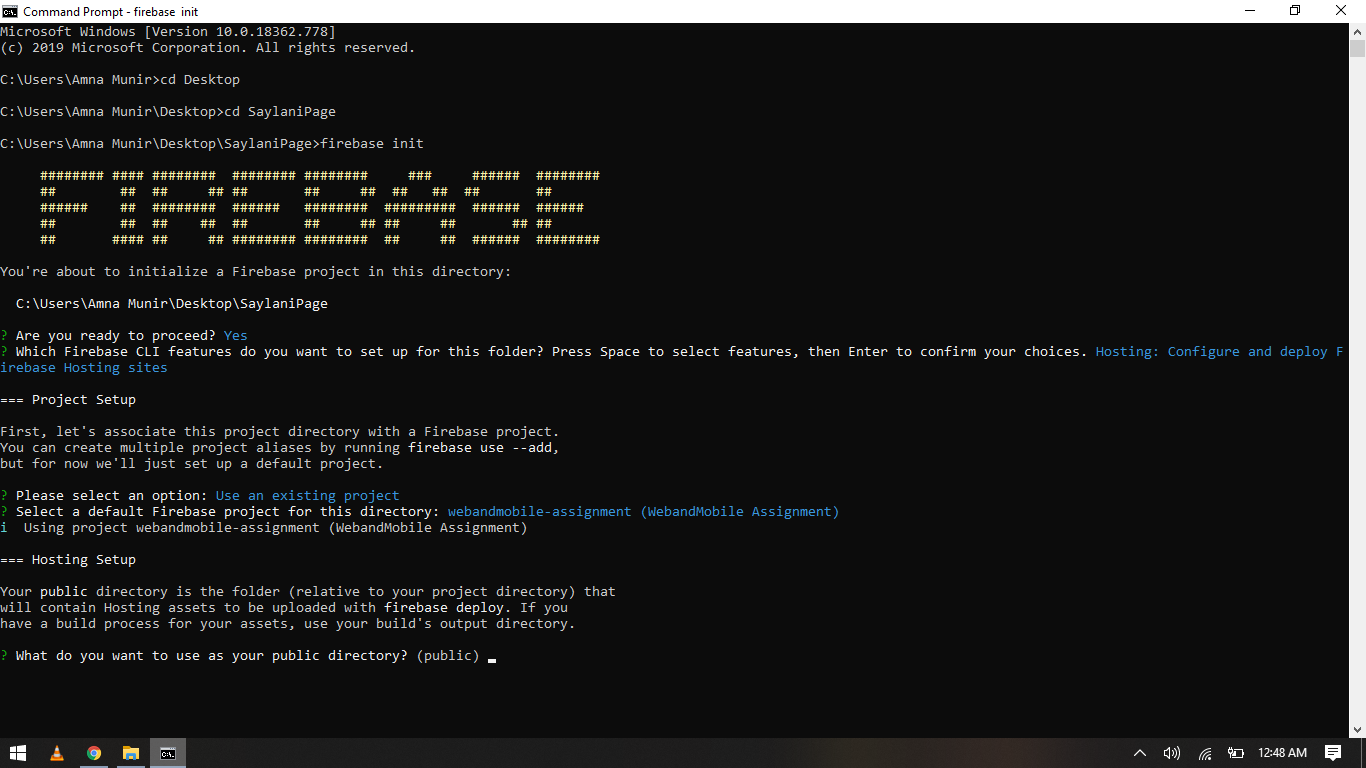 Command Prompt - firebase init
Microsoft Windows [Version 10.0.18362.778]
(c) 2019 Microsoft Corporation. All rights reserved.
C:\Users\Amna Munir>cd Desktop
C:\Users\Amna Munir\Desktop>cd SaylaniPage
C:\Users\Amna Munir\Desktop\SaylaniPage>firebase init
FIREBASE
You're about to initialize a Firebase project in this directory:
C:\Users\Amna Munir\Desktop\SaylaniPage
? Are you ready to proceed? Yes
? Which Firebase CLI features do you want to set up for this folder? Press Space to select features, then Enter to confirm your choices. Hosting: Configure and deploy F
irebase Hosting sites
=== Project Setup
First, let's associate this project directory with a Firebase project.
You can create multiple project aliases by running firebase use --add,
but for now we'll just set up a default project.
? Please select an option: Use an existing project
? Select a default Firebase project for this directory: webandmobile-assignment (WebandMobile Assignment)
i  Using project webandmobile-assignment (WebandMobile Assignment)
=== Hosting Setup
Your public directory is the folder (relative to your project directory) that
will contain Hosting assets to be uploaded with firebase deploy. If you
have a build process for your assets, use your build's output directory.
? What do you want to use as your public directory? (public)
12:48 AM